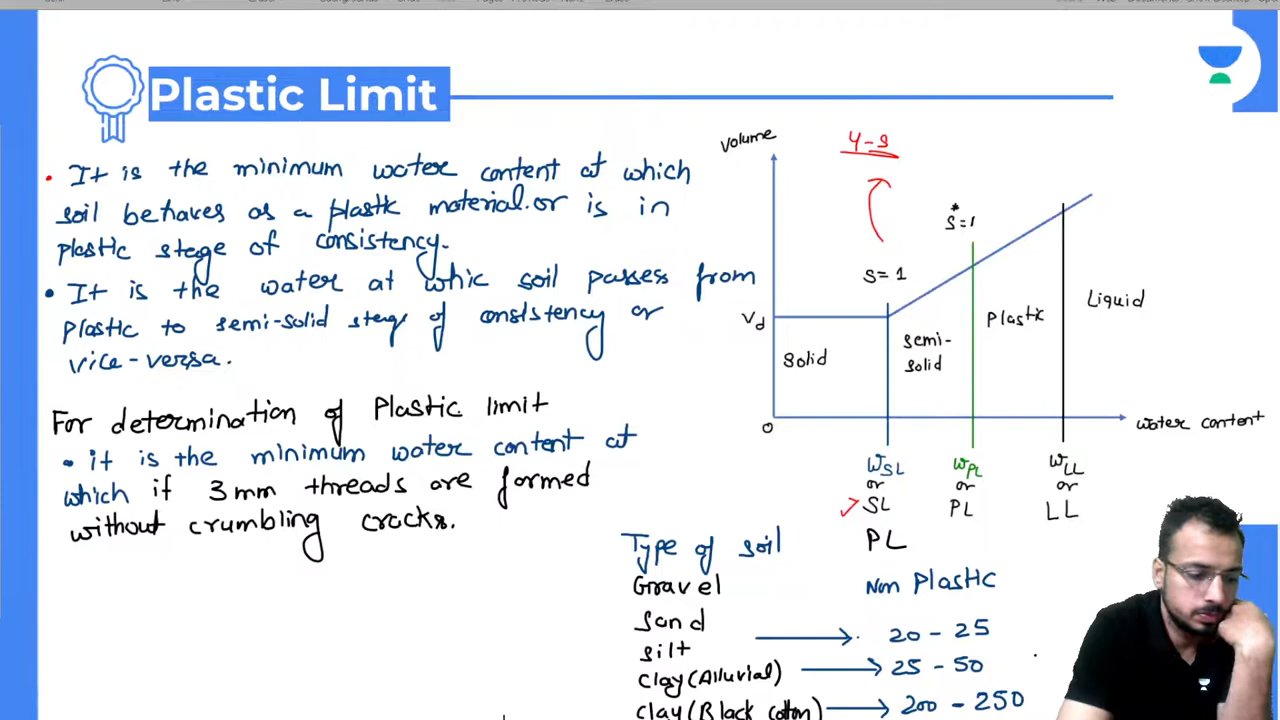 Plastic Limit
• It is the minimum water content at which
soil behaves as a plastic material. or is in
plastic stage of consistency.
• It is the water at whic soil passes from
plastic to semi-solid stage of consistency or
vice-versa.
For determination of Plastic limit
• it is the minimum water content at
which if 3mm threads are formed
without crumbling cracks.
Volume
4-9
S=1
S*=1
Vd
Solid
Semi-
Solid
Plastic
Liquid
0
water content
WSL
or
SL
WPL
or
PL
WLL
or
LL
Type of soil
PL
Gravel
Non Plastic
Sand
Silt
20 - 25
Clay (Alluvial)
25 - 50
Clay (Black cotton)
200 - 250